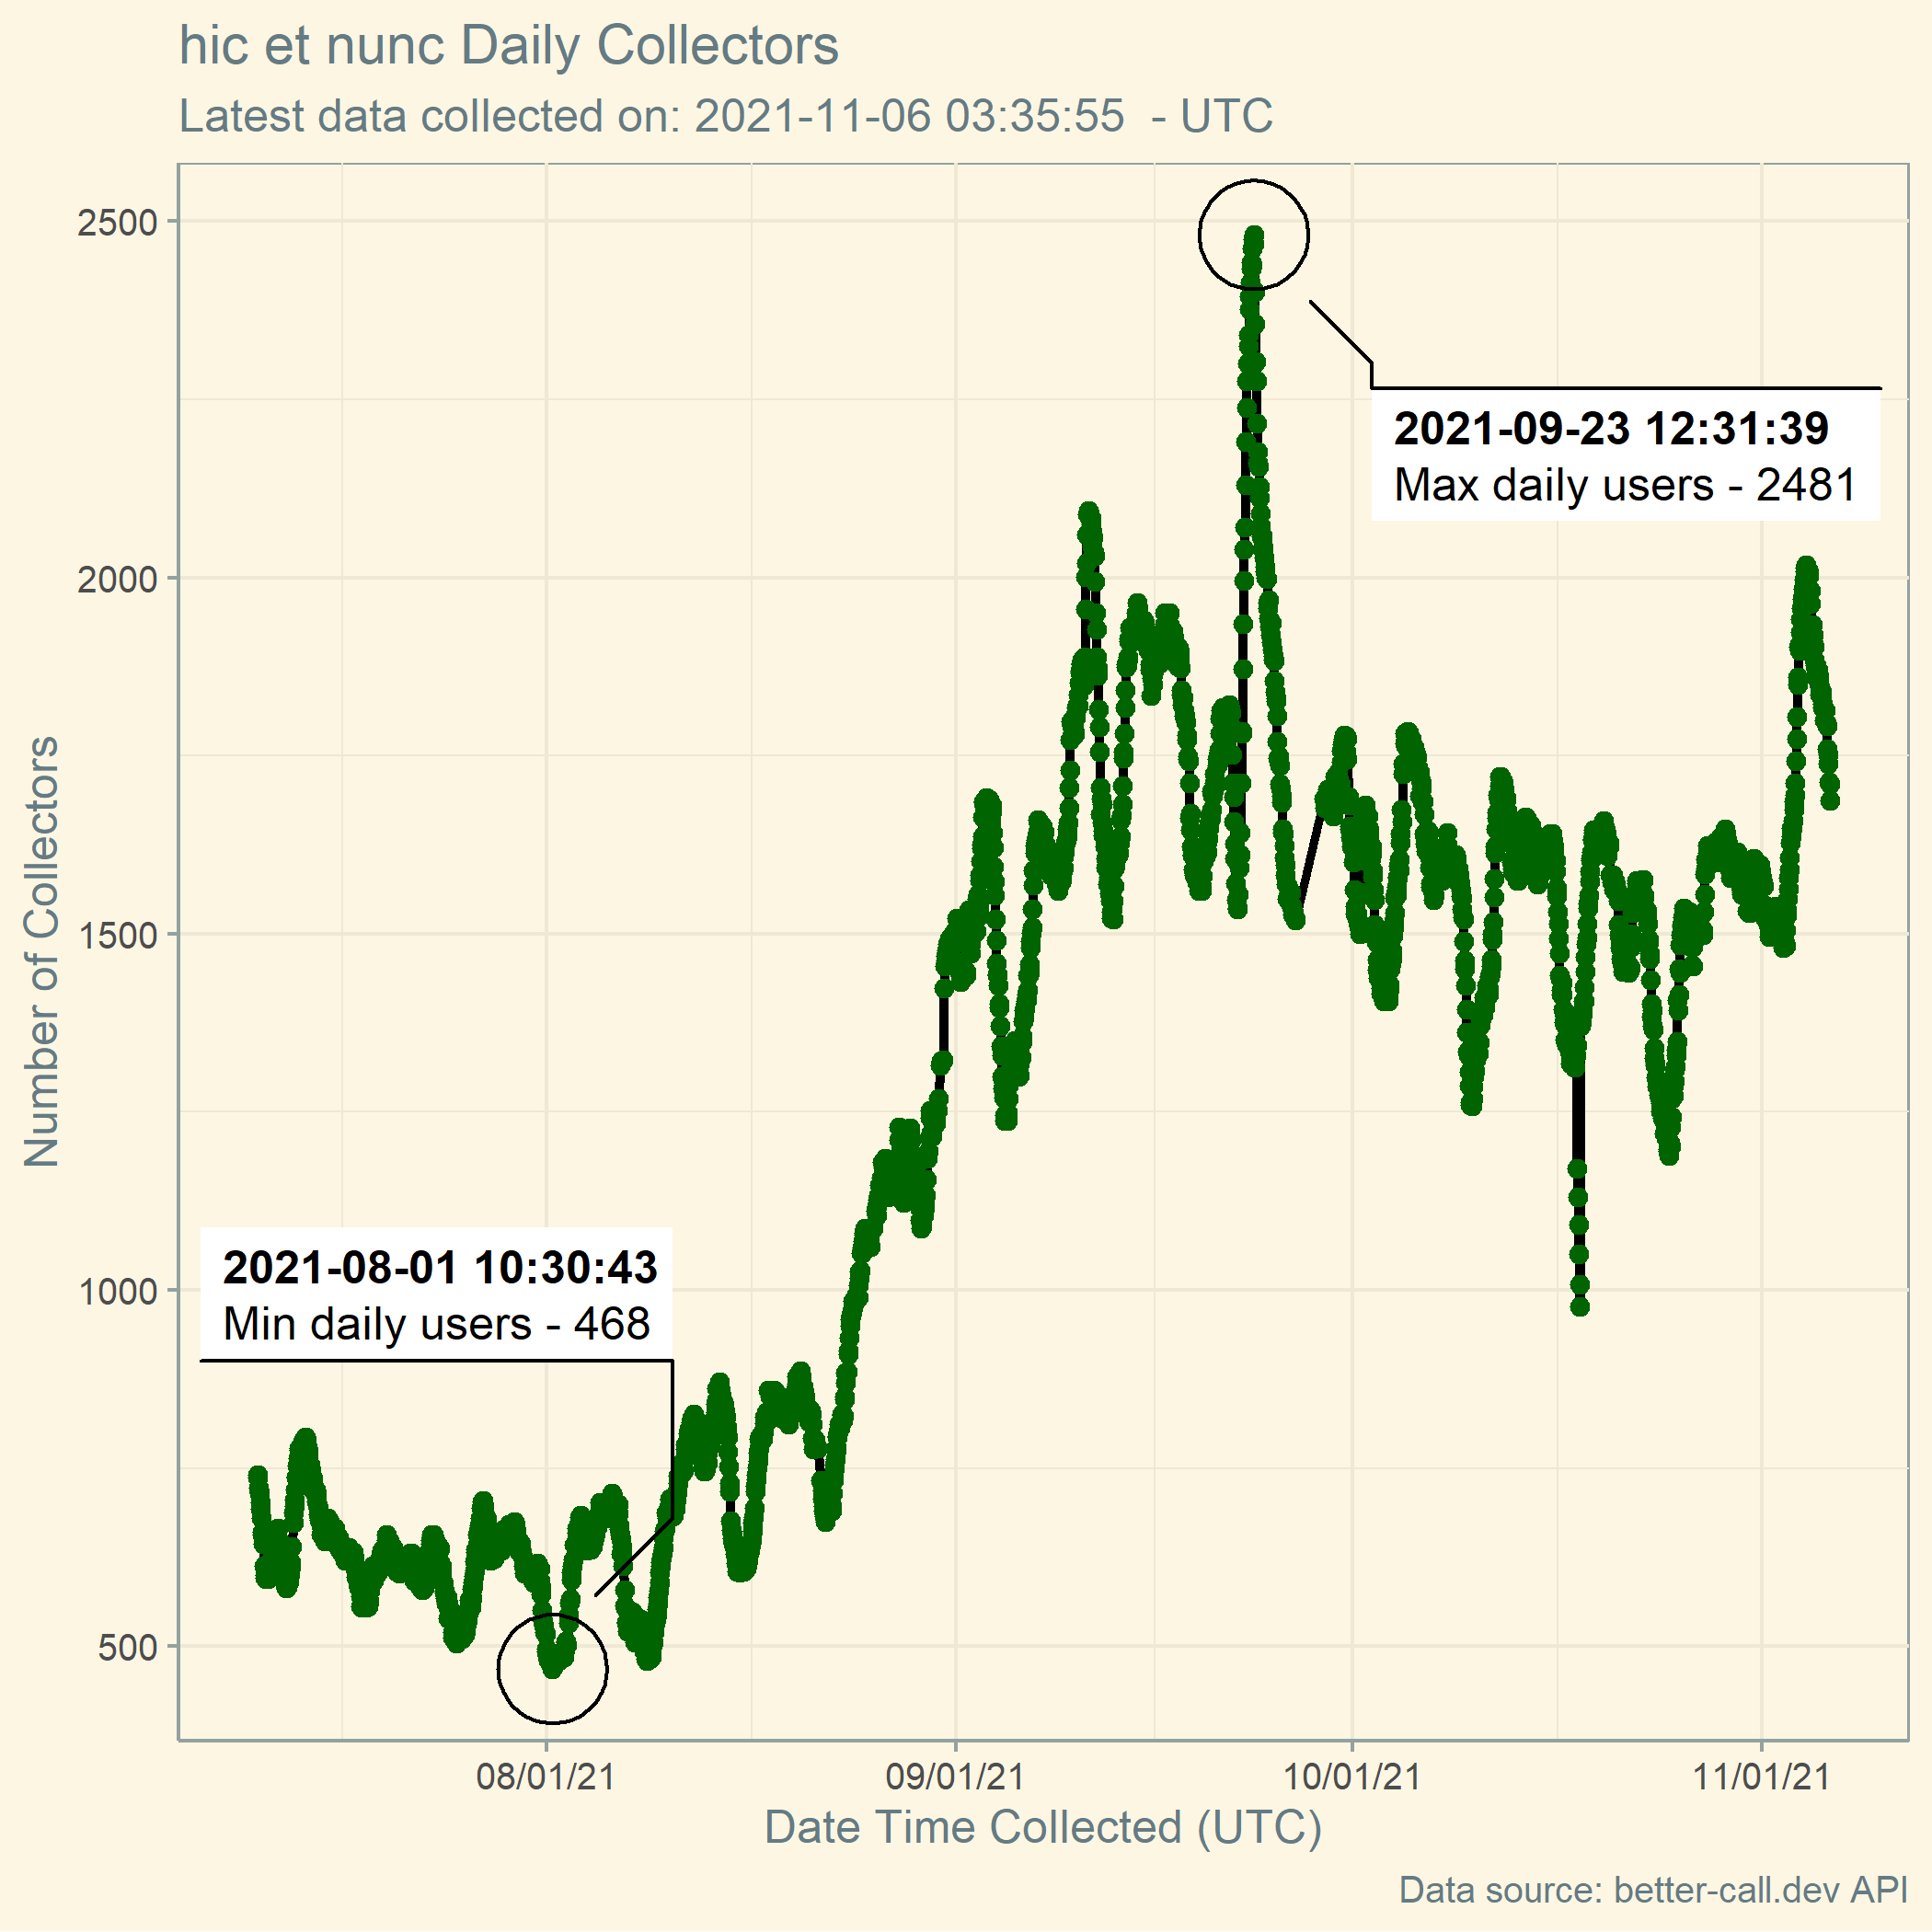 hic et nunc Daily Collectors
Latest data collected on: 2021-11-06 03:35:55  - UTC
Number of Collectors
2500
2000
1500
1000
500
2021-09-23 12:31:39
Max daily users - 2481
2021-08-01 10:30:43
Min daily users - 468
08/01/21
09/01/21
10/01/21
11/01/21
Date Time Collected (UTC)
Data source: better-call.dev API